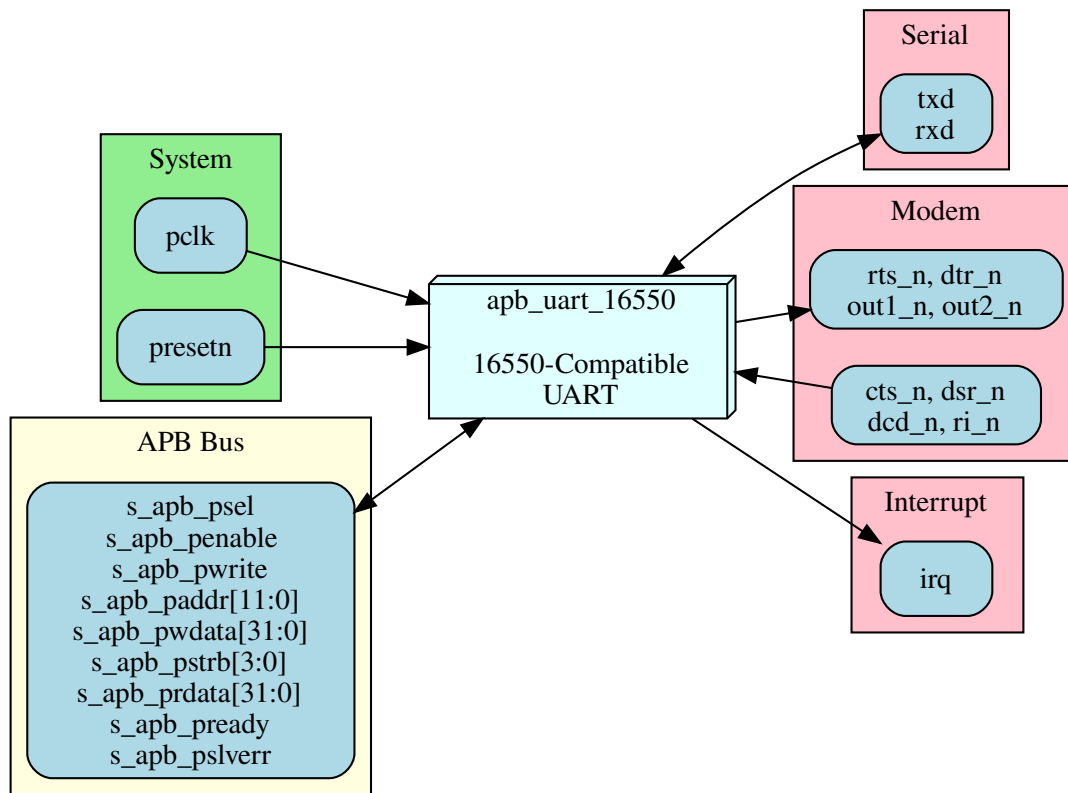 System
pclk
presetn
APB Bus
s_apb_psel
s_apb_penable
s_apb_pwrite
s_apb_paddr[11:0]
s_apb_pwdata[31:0]
s_apb_pstrb[3:0]
s_apb_prdata[31:0]
s_apb_pready
s_apb_pslverr
apb_uart_16550
16550-Compatible
UART
Serial
txd
rxd
Modem
rts_n, dtr_n
out1_n, out2_n
cts_n, dsr_n
dcd_n, ri_n
Interrupt
irq